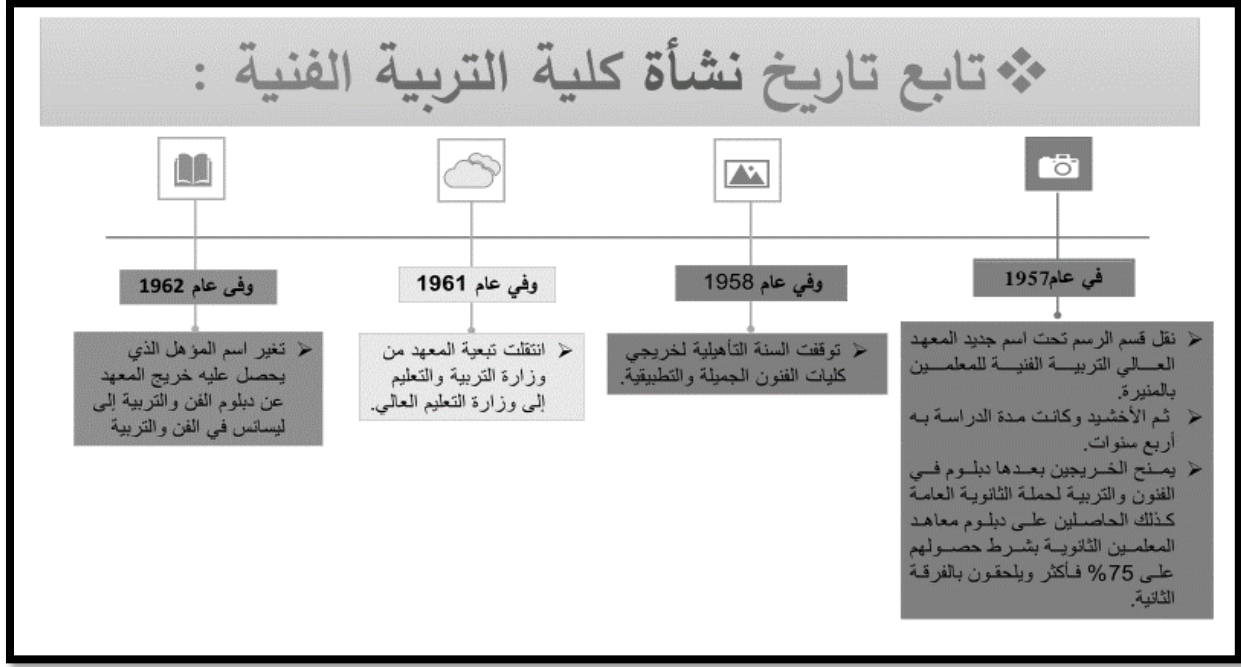 ❖ تابع تاريخ نشأة كلية التربية الفنية :
في عام1957
➢ نقل قسم الرسم تحت اسم جديد المعهد
العالي التربية الفنية للمعلمين
بالمنيرة.
➢ ثم الأخشيد وكانت مدة الدراسة به
أربع سنوات.
➢ يمنح الخريجين بعدها دبلوم في
الفنون والتربية لحملة الثانوية العامة
كذلك الحاصلين على دبلوم معاهد
المعلمين الثانوية بشرط حصولهم
على 75% فأكثر ويلحقون بالفرقة
الثانية.
وفي عام 1958
➢ توقفت السنة التأهيلية لخريجي
كليات الفنون الجميلة والتطبيقية.
وفي عام 1961
➢ انتقلت تبعية المعهد من
وزارة التربية والتعليم
إلى وزارة التعليم العالي.
وفى عام 1962
➢ تغير اسم المؤهل الذي
يحصل عليه خريج المعهد
عن دبلوم الفن والتربية إلى
ليسانس في الفن والتربية